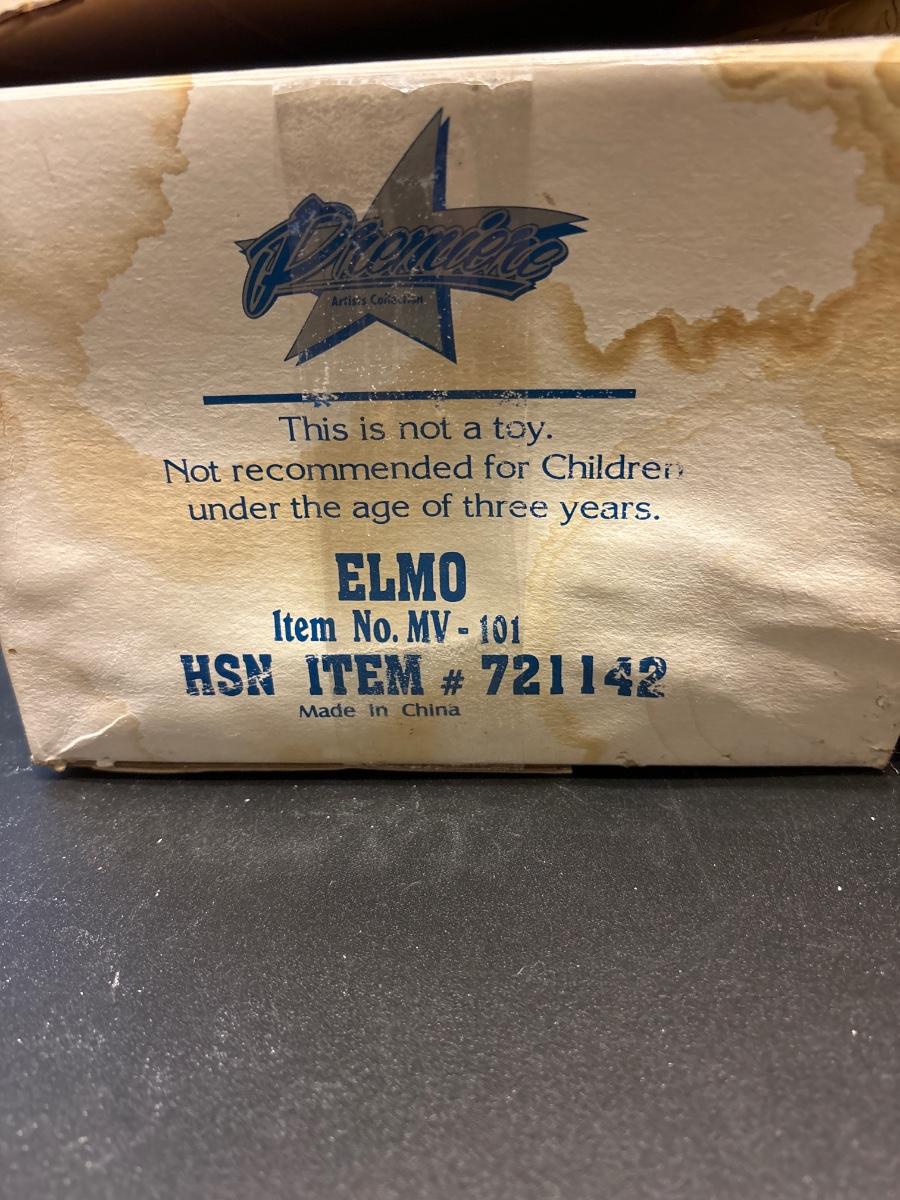 Premiere
Artists Collection
This is not a toy.
Not recommended for Children
under the age of three years.
ELMO
Item No. MV - 101
HSN ITEM # 721142
Made in China